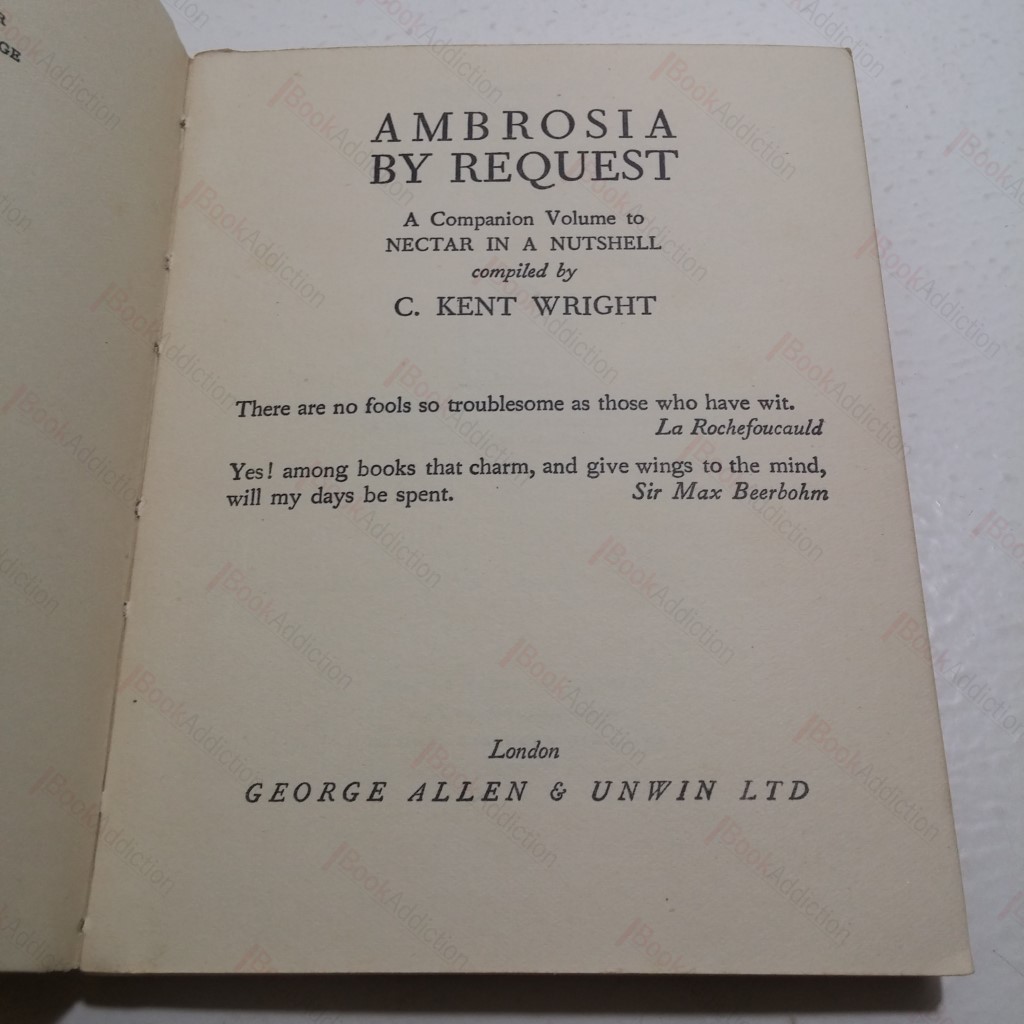 R
GE
AMBROSIA
BY REQUEST
A Companion Volume to
NECTAR IN A NUTSHELL
compiled by
C. KENT WRIGHT
There are no fools so troublesome as those who have wit.
La Rochefoucauld
Yes! among books that charm, and give wings to the mind,
will my days be spent. Sir Max Beerbohm
London
GEORGE ALLEN & UNWIN LTD
BookAddiction